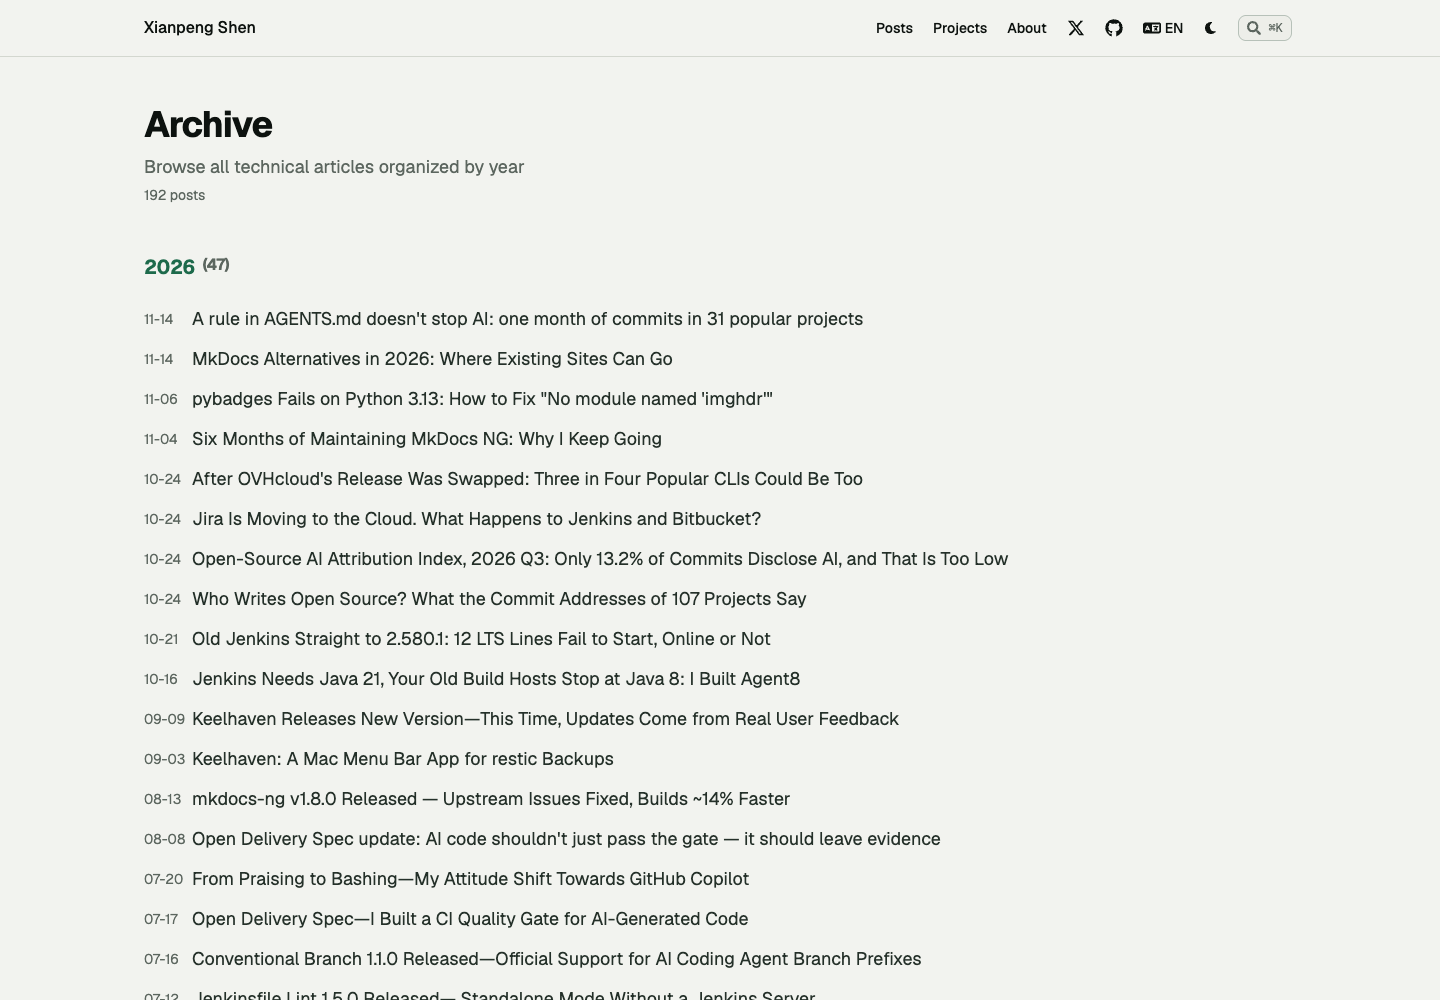 Xianpeng Shen
Posts Projects About EN ⌘K
Archive
Browse all technical articles organized by year
192 posts
2026 (47)
11-14 A rule in AGENTS.md doesn't stop AI: one month of commits in 31 popular projects
11-14 MkDocs Alternatives in 2026: Where Existing Sites Can Go
11-06 pybadges Fails on Python 3.13: How to Fix "No module named 'imghdr'"
11-04 Six Months of Maintaining MkDocs NG: Why I Keep Going
10-24 After OVHcloud's Release Was Swapped: Three in Four Popular CLIs Could Be Too
10-24 Jira Is Moving to the Cloud. What Happens to Jenkins and Bitbucket?
10-24 Open-Source AI Attribution Index, 2026 Q3: Only 13.2% of Commits Disclose AI, and That Is Too Low
10-24 Who Writes Open Source? What the Commit Addresses of 107 Projects Say
10-21 Old Jenkins Straight to 2.580.1: 12 LTS Lines Fail to Start, Online or Not
10-16 Jenkins Needs Java 21, Your Old Build Hosts Stop at Java 8: I Built Agent8
09-09 Keelhaven Releases New Version—This Time, Updates Come from Real User Feedback
09-03 Keelhaven: A Mac Menu Bar App for restic Backups
08-13 mkdocs-ng v1.8.0 Released — Upstream Issues Fixed, Builds ~14% Faster
08-08 Open Delivery Spec update: AI code shouldn't just pass the gate — it should leave evidence
07-20 From Praising to Bashing—My Attitude Shift Towards GitHub Copilot
07-17 Open Delivery Spec—I Built a CI Quality Gate for AI-Generated Code
07-16 Conventional Branch 1.1.0 Released—Official Support for AI Coding Agent Branch Prefixes
07-12 Jenkinsfile Lint 1.5.0 Released— Standalone Mode Without a Jenkins Server